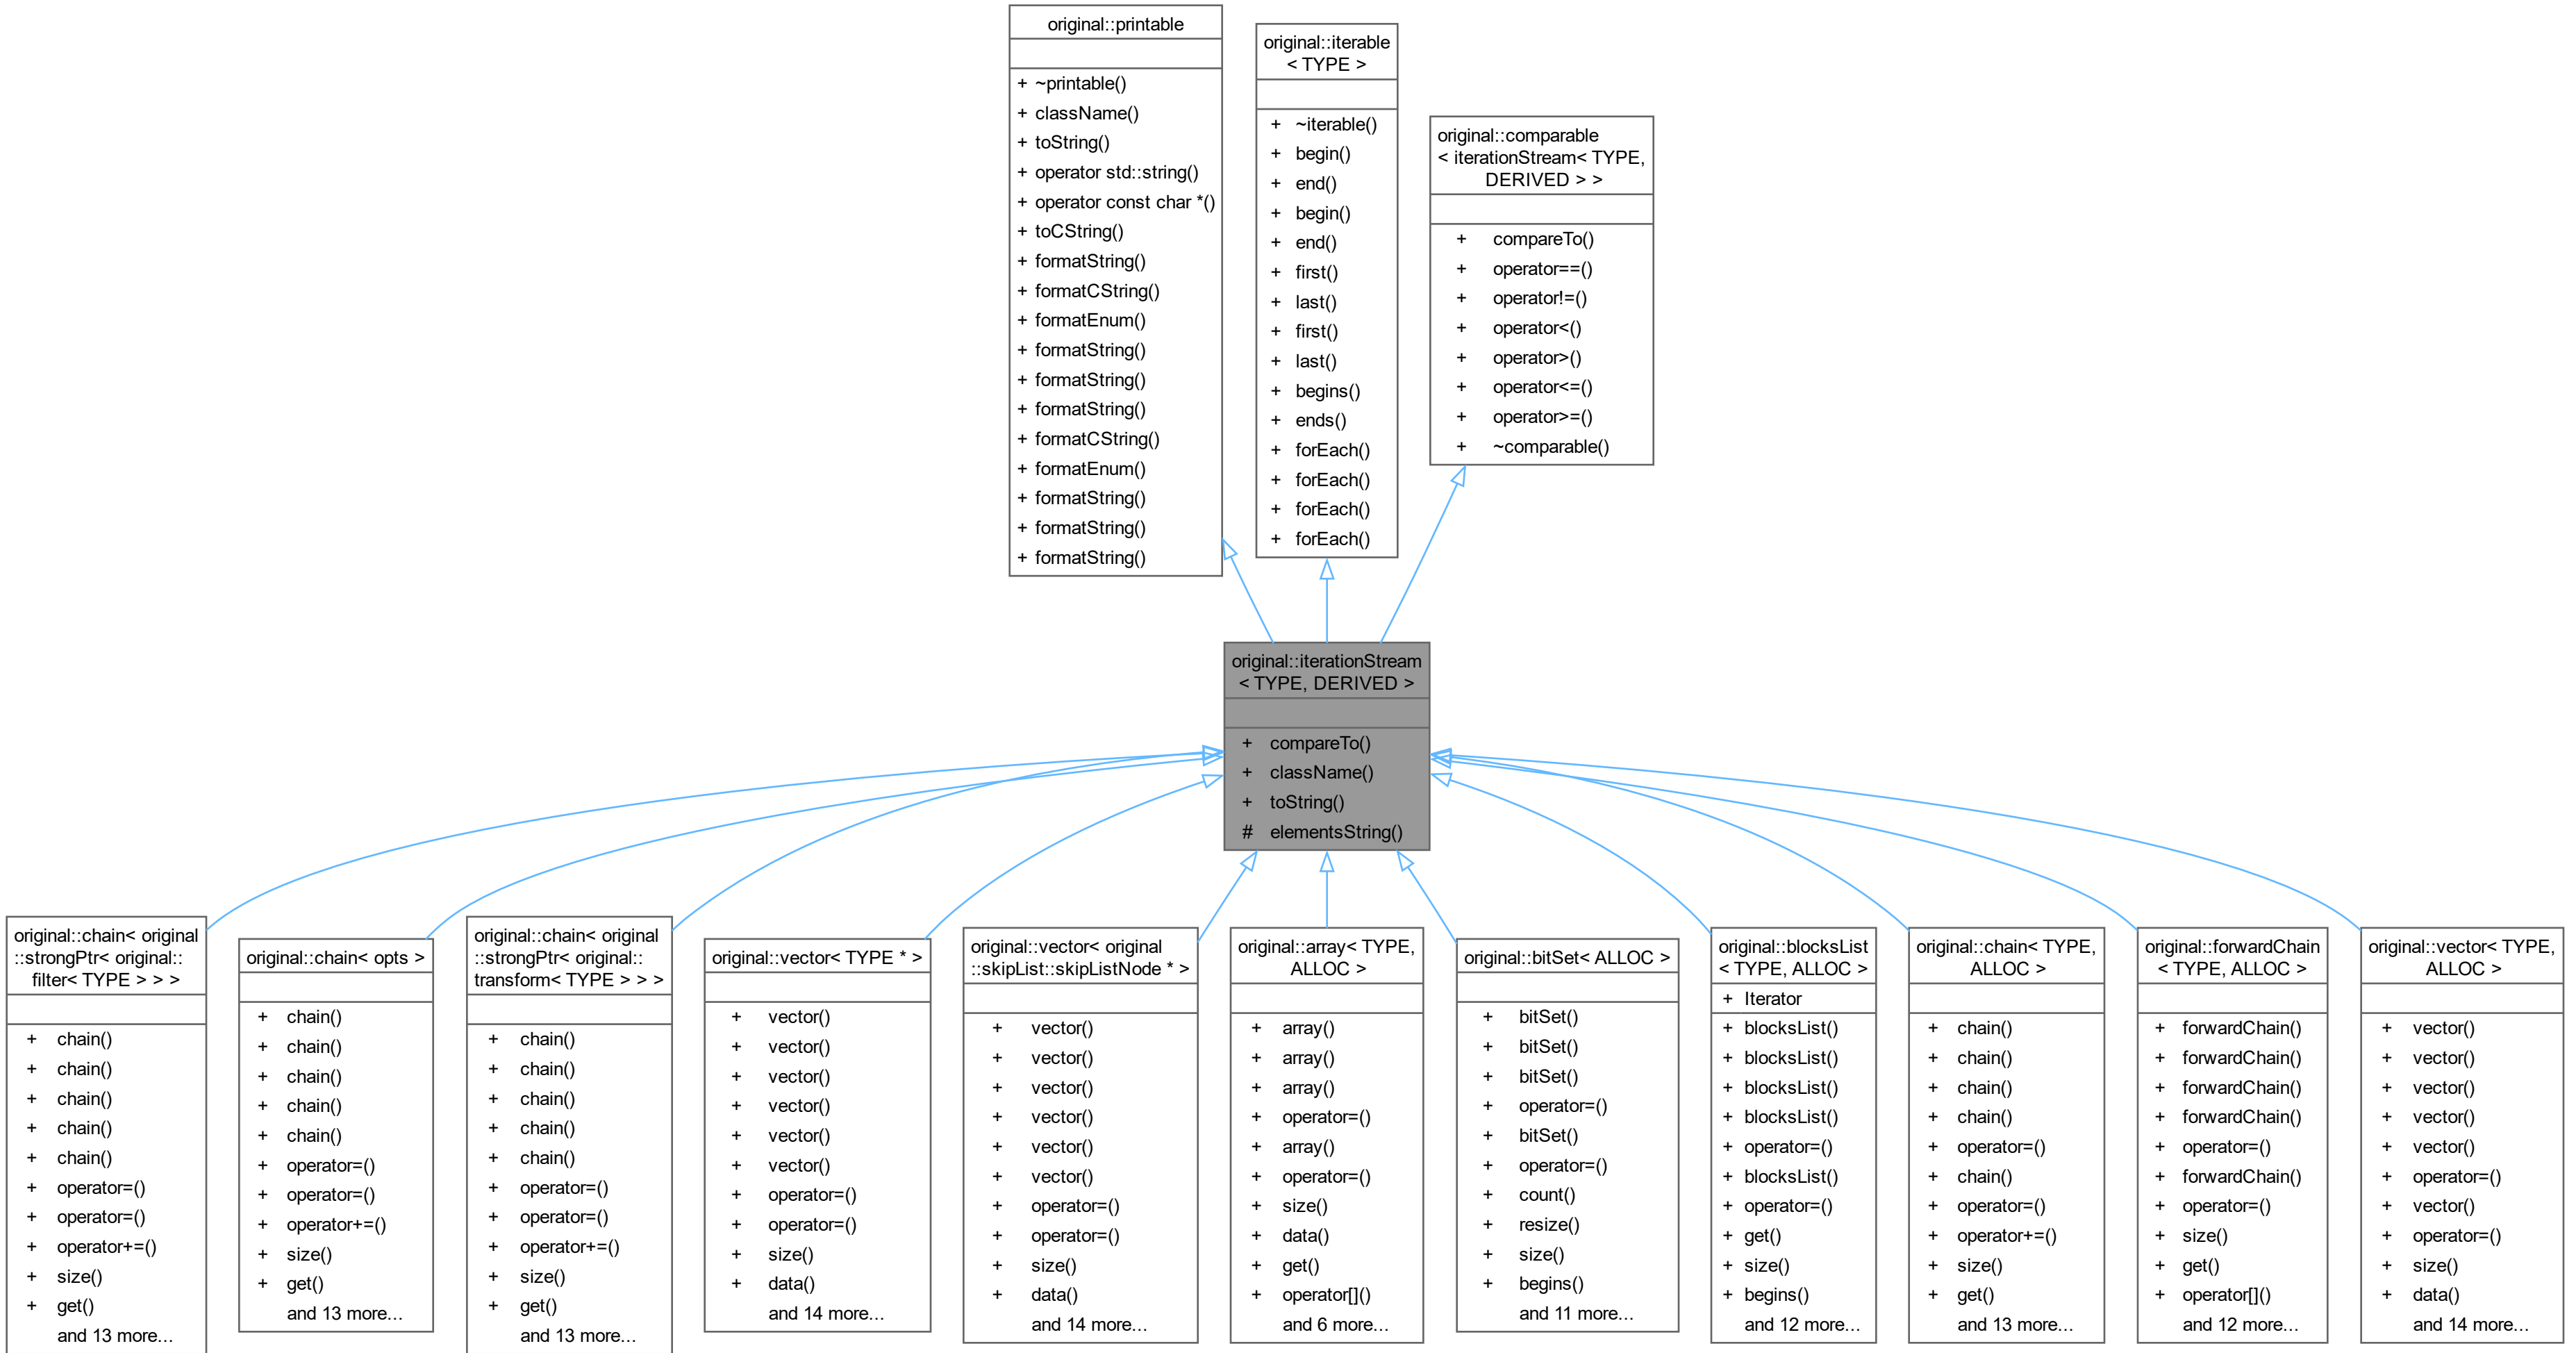 original::printable
+ ~printable()
+ className()
+ toString()
+ operator std::string()
+ operator const char *()
+ toCString()
+ formatString()
+ formatCString()
+ formatEnum()
+ formatString()
+ formatString()
+ formatString()
+ formatCString()
+ formatEnum()
+ formatString()
+ formatString()
+ formatString()
original::iterable
< TYPE >
+ ~iterable()
+ begin()
+ end()
+ begin()
+ end()
+ first()
+ last()
+ first()
+ last()
+ begins()
+ ends()
+ forEach()
+ forEach()
+ forEach()
+ forEach()
original::comparable
< iterationStream< TYPE,
DERIVED > >
+ compareTo()
+ operator==()
+ operator!=()
+ operator<()
+ operator>()
+ operator<=()
+ operator>=()
+ ~comparable()
original::iterationStream
< TYPE, DERIVED >
+ compareTo()
+ className()
+ toString()
# elementsString()
original::chain< original
::strongPtr< original::
filter< TYPE > > >
+ chain()
+ chain()
+ chain()
+ chain()
+ chain()
+ operator=()
+ operator=()
+ operator+=()
+ size()
+ get()
and 13 more...
original::chain< opts >
+ chain()
+ chain()
+ chain()
+ chain()
+ chain()
+ operator=()
+ operator=()
+ operator+=()
+ size()
+ get()
and 13 more...
original::chain< original
::strongPtr< original::
transform< TYPE > > >
+ chain()
+ chain()
+ chain()
+ chain()
+ chain()
+ operator=()
+ operator=()
+ operator+=()
+ size()
+ get()
and 13 more...
original::vector< TYPE * >
+ vector()
+ vector()
+ vector()
+ vector()
+ vector()
+ vector()
+ operator=()
+ operator=()
+ size()
+ data()
and 14 more...
original::vector< original
::skipList::skipListNode * >
+ vector()
+ vector()
+ vector()
+ vector()
+ vector()
+ vector()
+ operator=()
+ operator=()
+ size()
+ data()
and 14 more...
original::array< TYPE,
ALLOC >
+ array()
+ array()
+ array()
+ operator=()
+ array()
+ operator=()
+ size()
+ data()
+ get()
+ operator[]()
and 6 more...
original::bitSet< ALLOC >
+ bitSet()
+ bitSet()
+ bitSet()
+ operator=()
+ bitSet()
+ operator=()
+ count()
+ resize()
+ size()
+ begins()
and 11 more...
original::blocksList
< TYPE, ALLOC >
+ Iterator
+ blocksList()
+ blocksList()
+ blocksList()
+ blocksList()
+ operator=()
+ blocksList()
+ operator=()
+ get()
+ size()
+ begins()
and 12 more...
original::chain< TYPE,
ALLOC >
+ chain()
+ chain()
+ chain()
+ chain()
+ operator=()
+ chain()
+ operator=()
+ operator+=()
+ size()
+ get()
and 13 more...
original::forwardChain
< TYPE, ALLOC >
+ forwardChain()
+ forwardChain()
+ forwardChain()
+ forwardChain()
+ operator=()
+ forwardChain()
+ operator=()
+ size()
+ get()
+ operator[]()
and 12 more...
original::vector< TYPE,
ALLOC >
+ vector()
+ vector()
+ vector()
+ vector()
+ vector()
+ operator=()
+ vector()
+ operator=()
+ size()
+ data()
and 14 more...